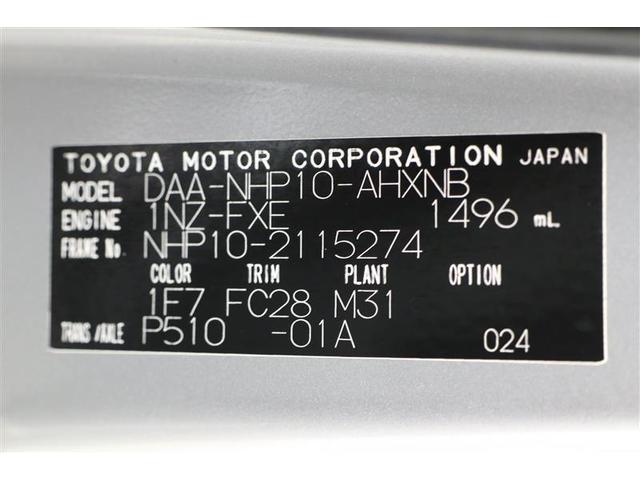 TOYOTA MOTOR CORPORATION JAPAN
MODEL DAA-NHP10-AHXNB
ENGINE 1NZ-FXE 1496 mL
FRAME No NHP10-2115274
COLOR TRIM PLANT OPTION
1F7 FC28 M31
TRANS/AXLE P510 -01A 024